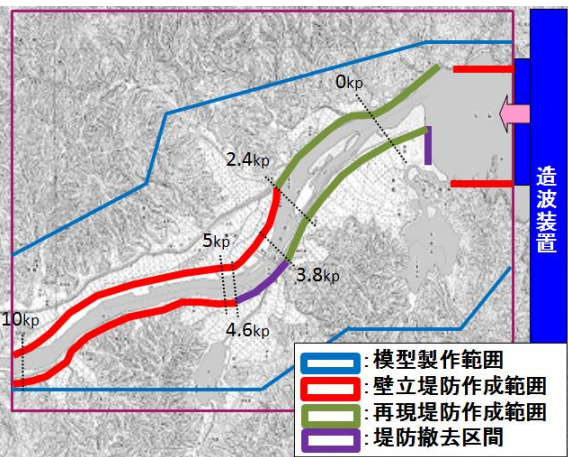 0kp
2.4kp
造波装置
5kp
3.8kp
10kp
4.6kp
:模型製作範囲
:壁立堤防作成範囲
:再現堤防作成範囲
:堤防撤去区間